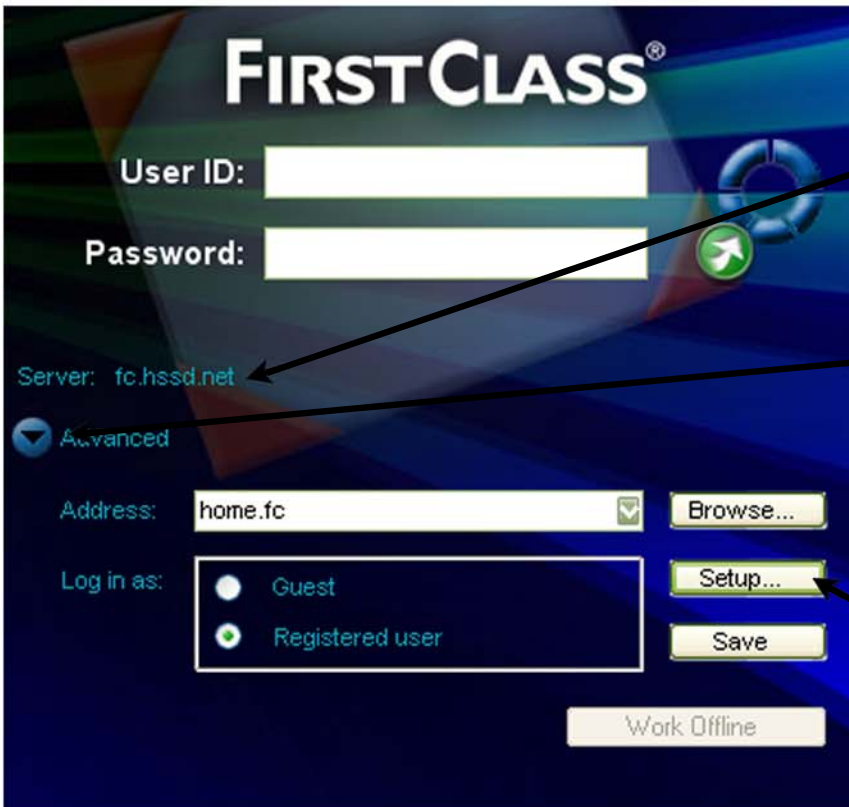 FIRSTCLASS®
User ID:
Password:
Server: fc.hssd.net
Advanced
Address: home.fc Browse...
Log in as: Guest Setup...
Registered user Save
Work Offline